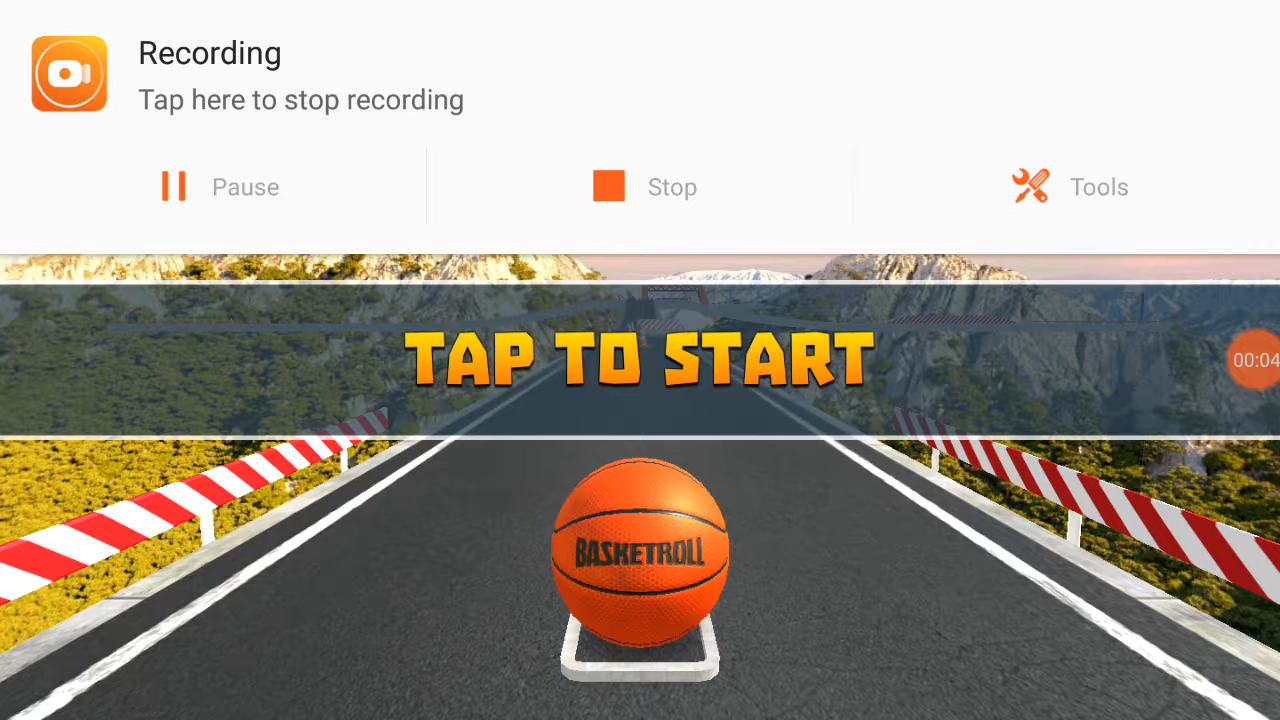 Recording
Tap here to stop recording
Pause
Stop
Tools
TAP TO START
00:04
BASKETROLL